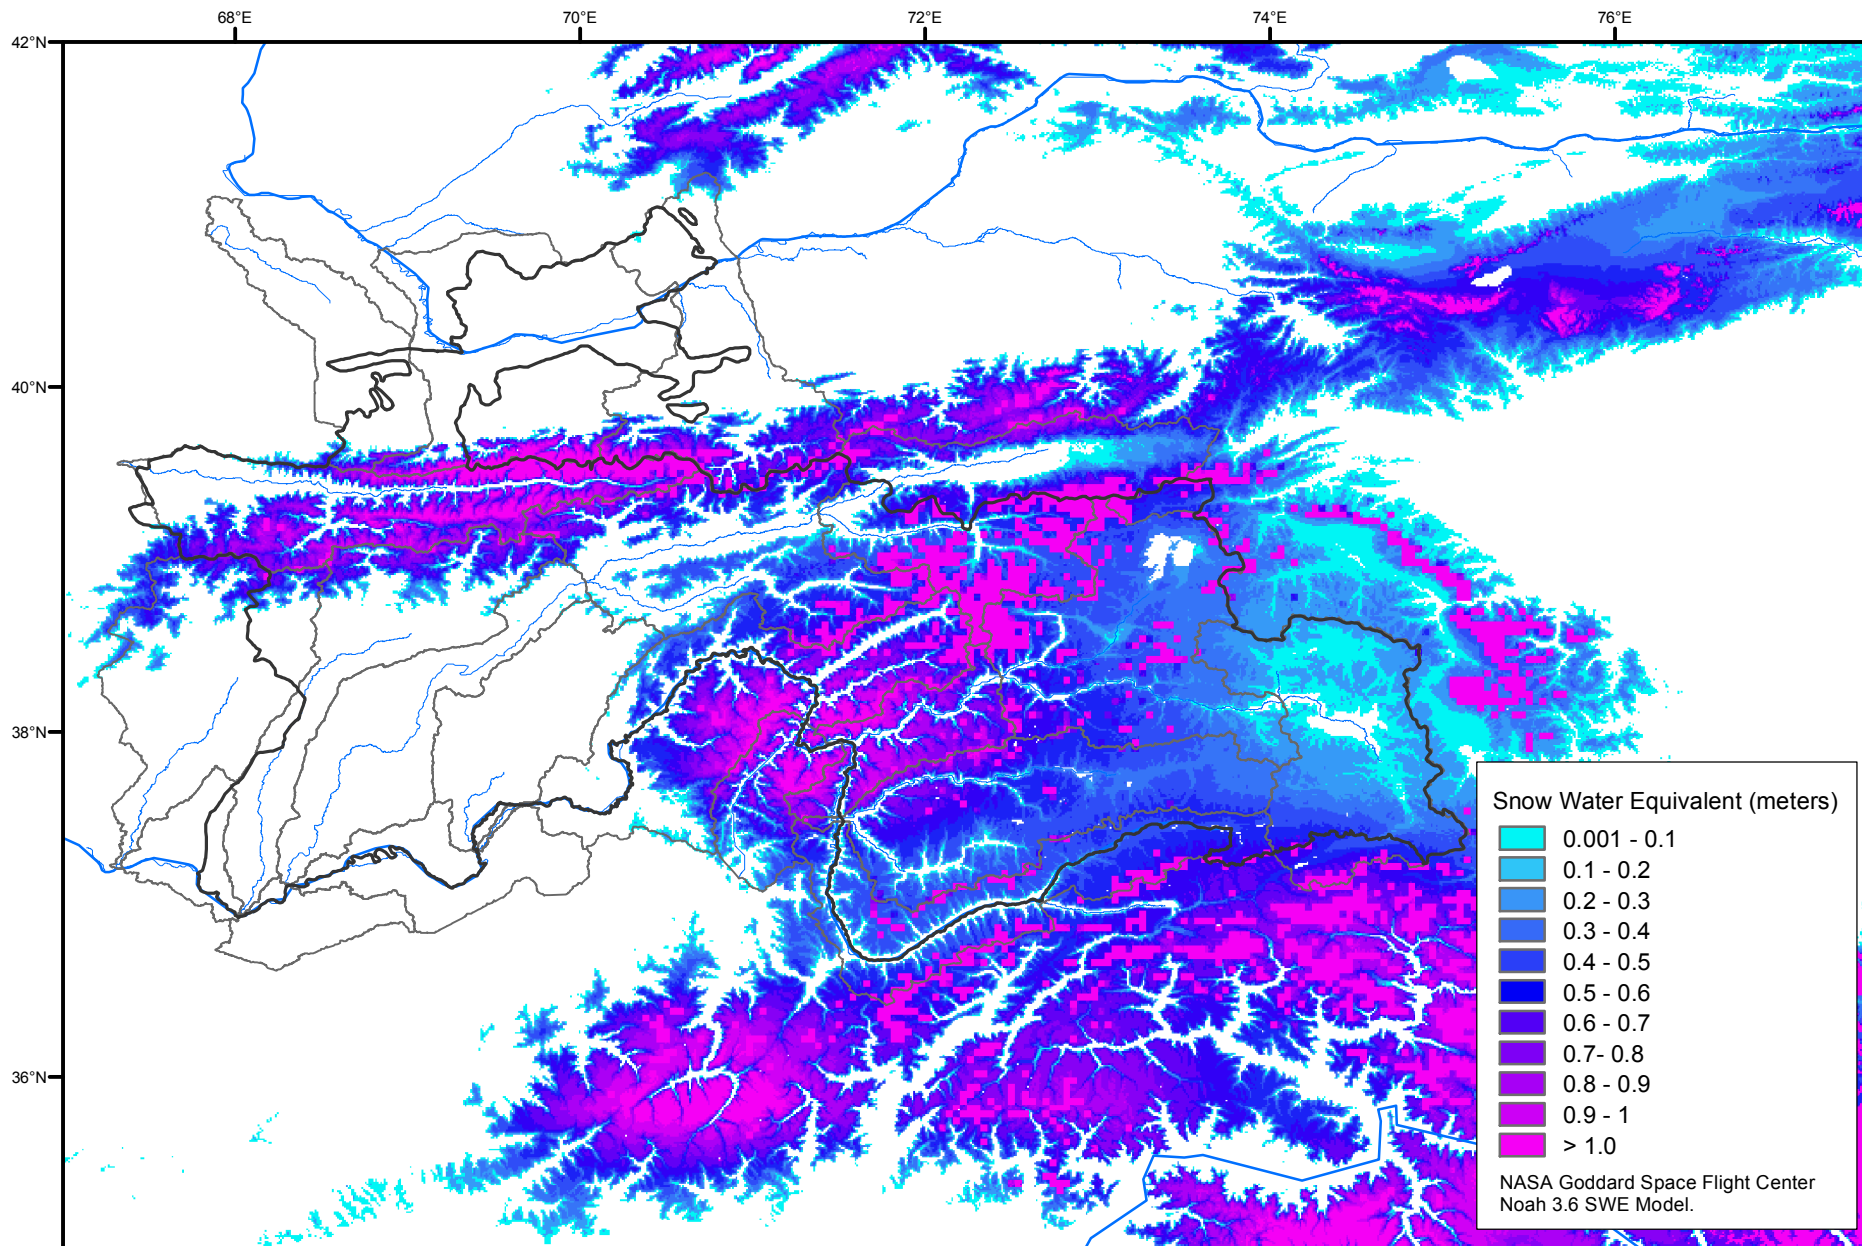 68°E
70°E
72°E
74°E
76°E
42°N
40°N
38°N
36°N
Snow Water Equivalent (meters)
0.001 - 0.1
0.1 - 0.2
0.2 - 0.3
0.3 - 0.4
0.4 - 0.5
0.5 - 0.6
0.6 - 0.7
0.7- 0.8
0.8 - 0.9
0.9 - 1
> 1.0
NASA Goddard Space Flight Center
Noah 3.6 SWE Model.